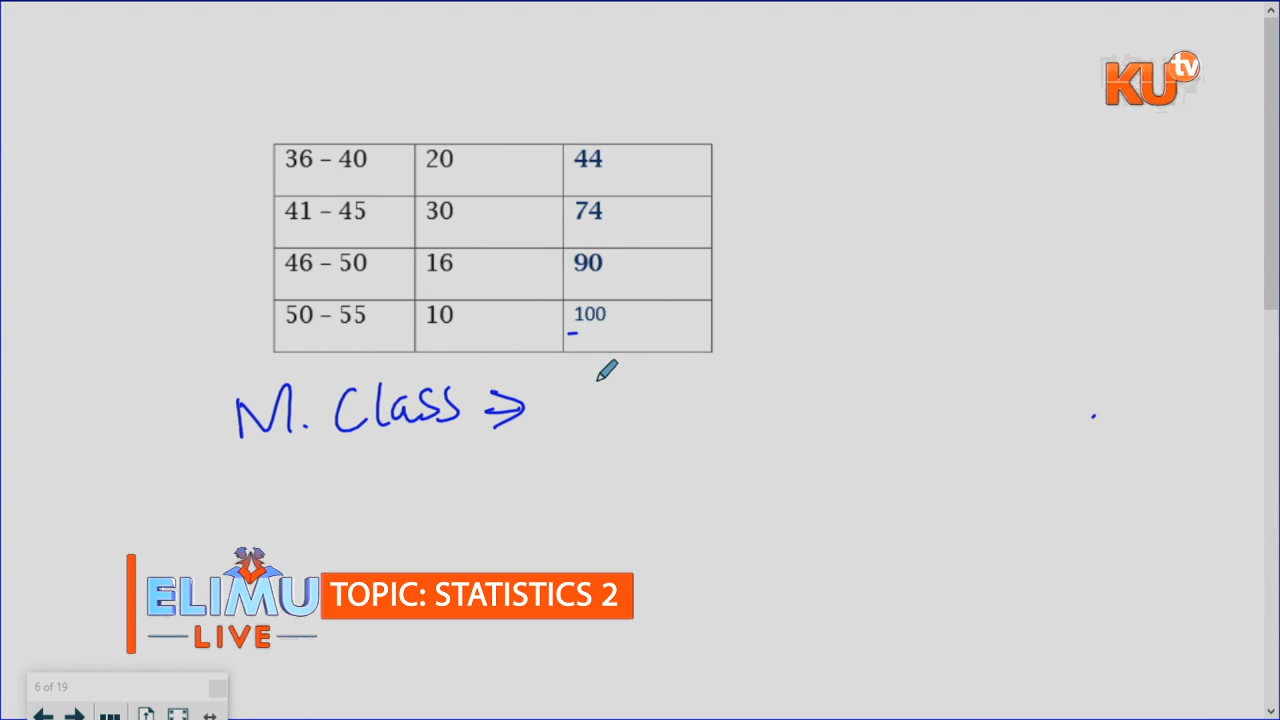 KU tv
36 – 40 20 44
41 – 45 30 74
46 – 50 16 90
50 – 55 10 100
M. Class ⇒
ELIMU
LIVE
TOPIC: STATISTICS 2
6 of 19